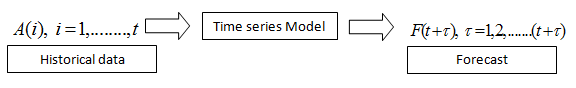 A(i), i=1,........,t
Time series Model
F(t+τ), τ=1,2,......(t+τ)
Historical data
Forecast